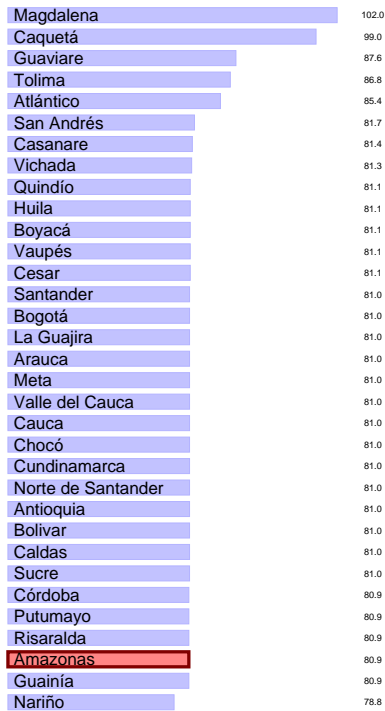 Magdalena 102.0
Caquetá 99.0
Guaviare 87.6
Tolima 86.8
Atlántico 85.4
San Andrés 81.7
Casanare 81.4
Vichada 81.3
Quindío 81.1
Huila 81.1
Boyacá 81.1
Vaupés 81.1
Cesar 81.1
Santander 81.0
Bogotá 81.0
La Guajira 81.0
Arauca 81.0
Meta 81.0
Valle del Cauca 81.0
Cauca 81.0
Chocó 81.0
Cundinamarca 81.0
Norte de Santander 81.0
Antioquia 81.0
Bolivar 81.0
Caldas 81.0
Sucre 81.0
Córdoba 80.9
Putumayo 80.9
Risaralda 80.9
Amazonas 80.9
Guainía 80.9
Nariño 78.8